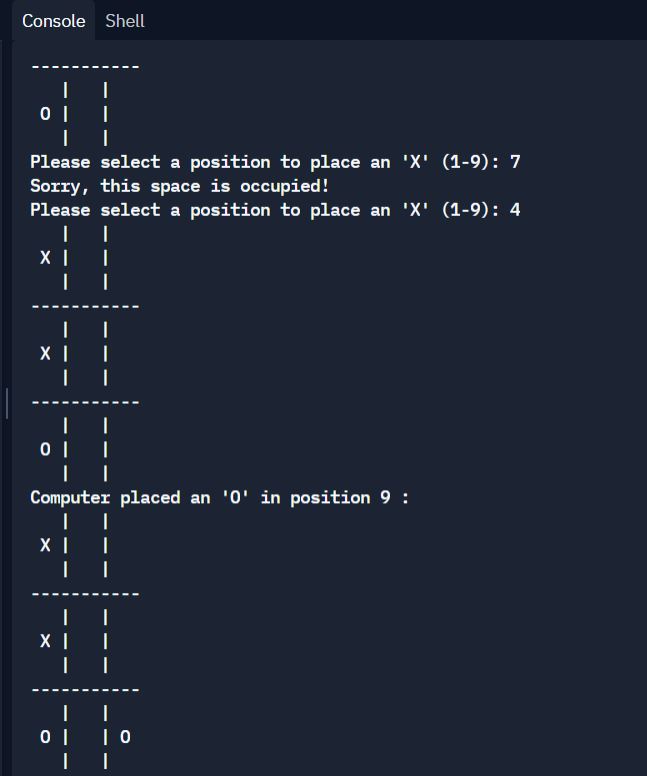 Console Shell
-----------
   |   |
 O |   |
   |   |
Please select a position to place an 'X' (1-9): 7
Sorry, this space is occupied!
Please select a position to place an 'X' (1-9): 4
   |   |
 X |   |
   |   |
-----------
   |   |
 X |   |
   |   |
-----------
   |   |
 O |   |
   |   |
Computer placed an 'O' in position 9 :
   |   |
 X |   |
   |   |
-----------
   |   |
 X |   |
   |   |
-----------
   |   |
 O |   | O
   |   |